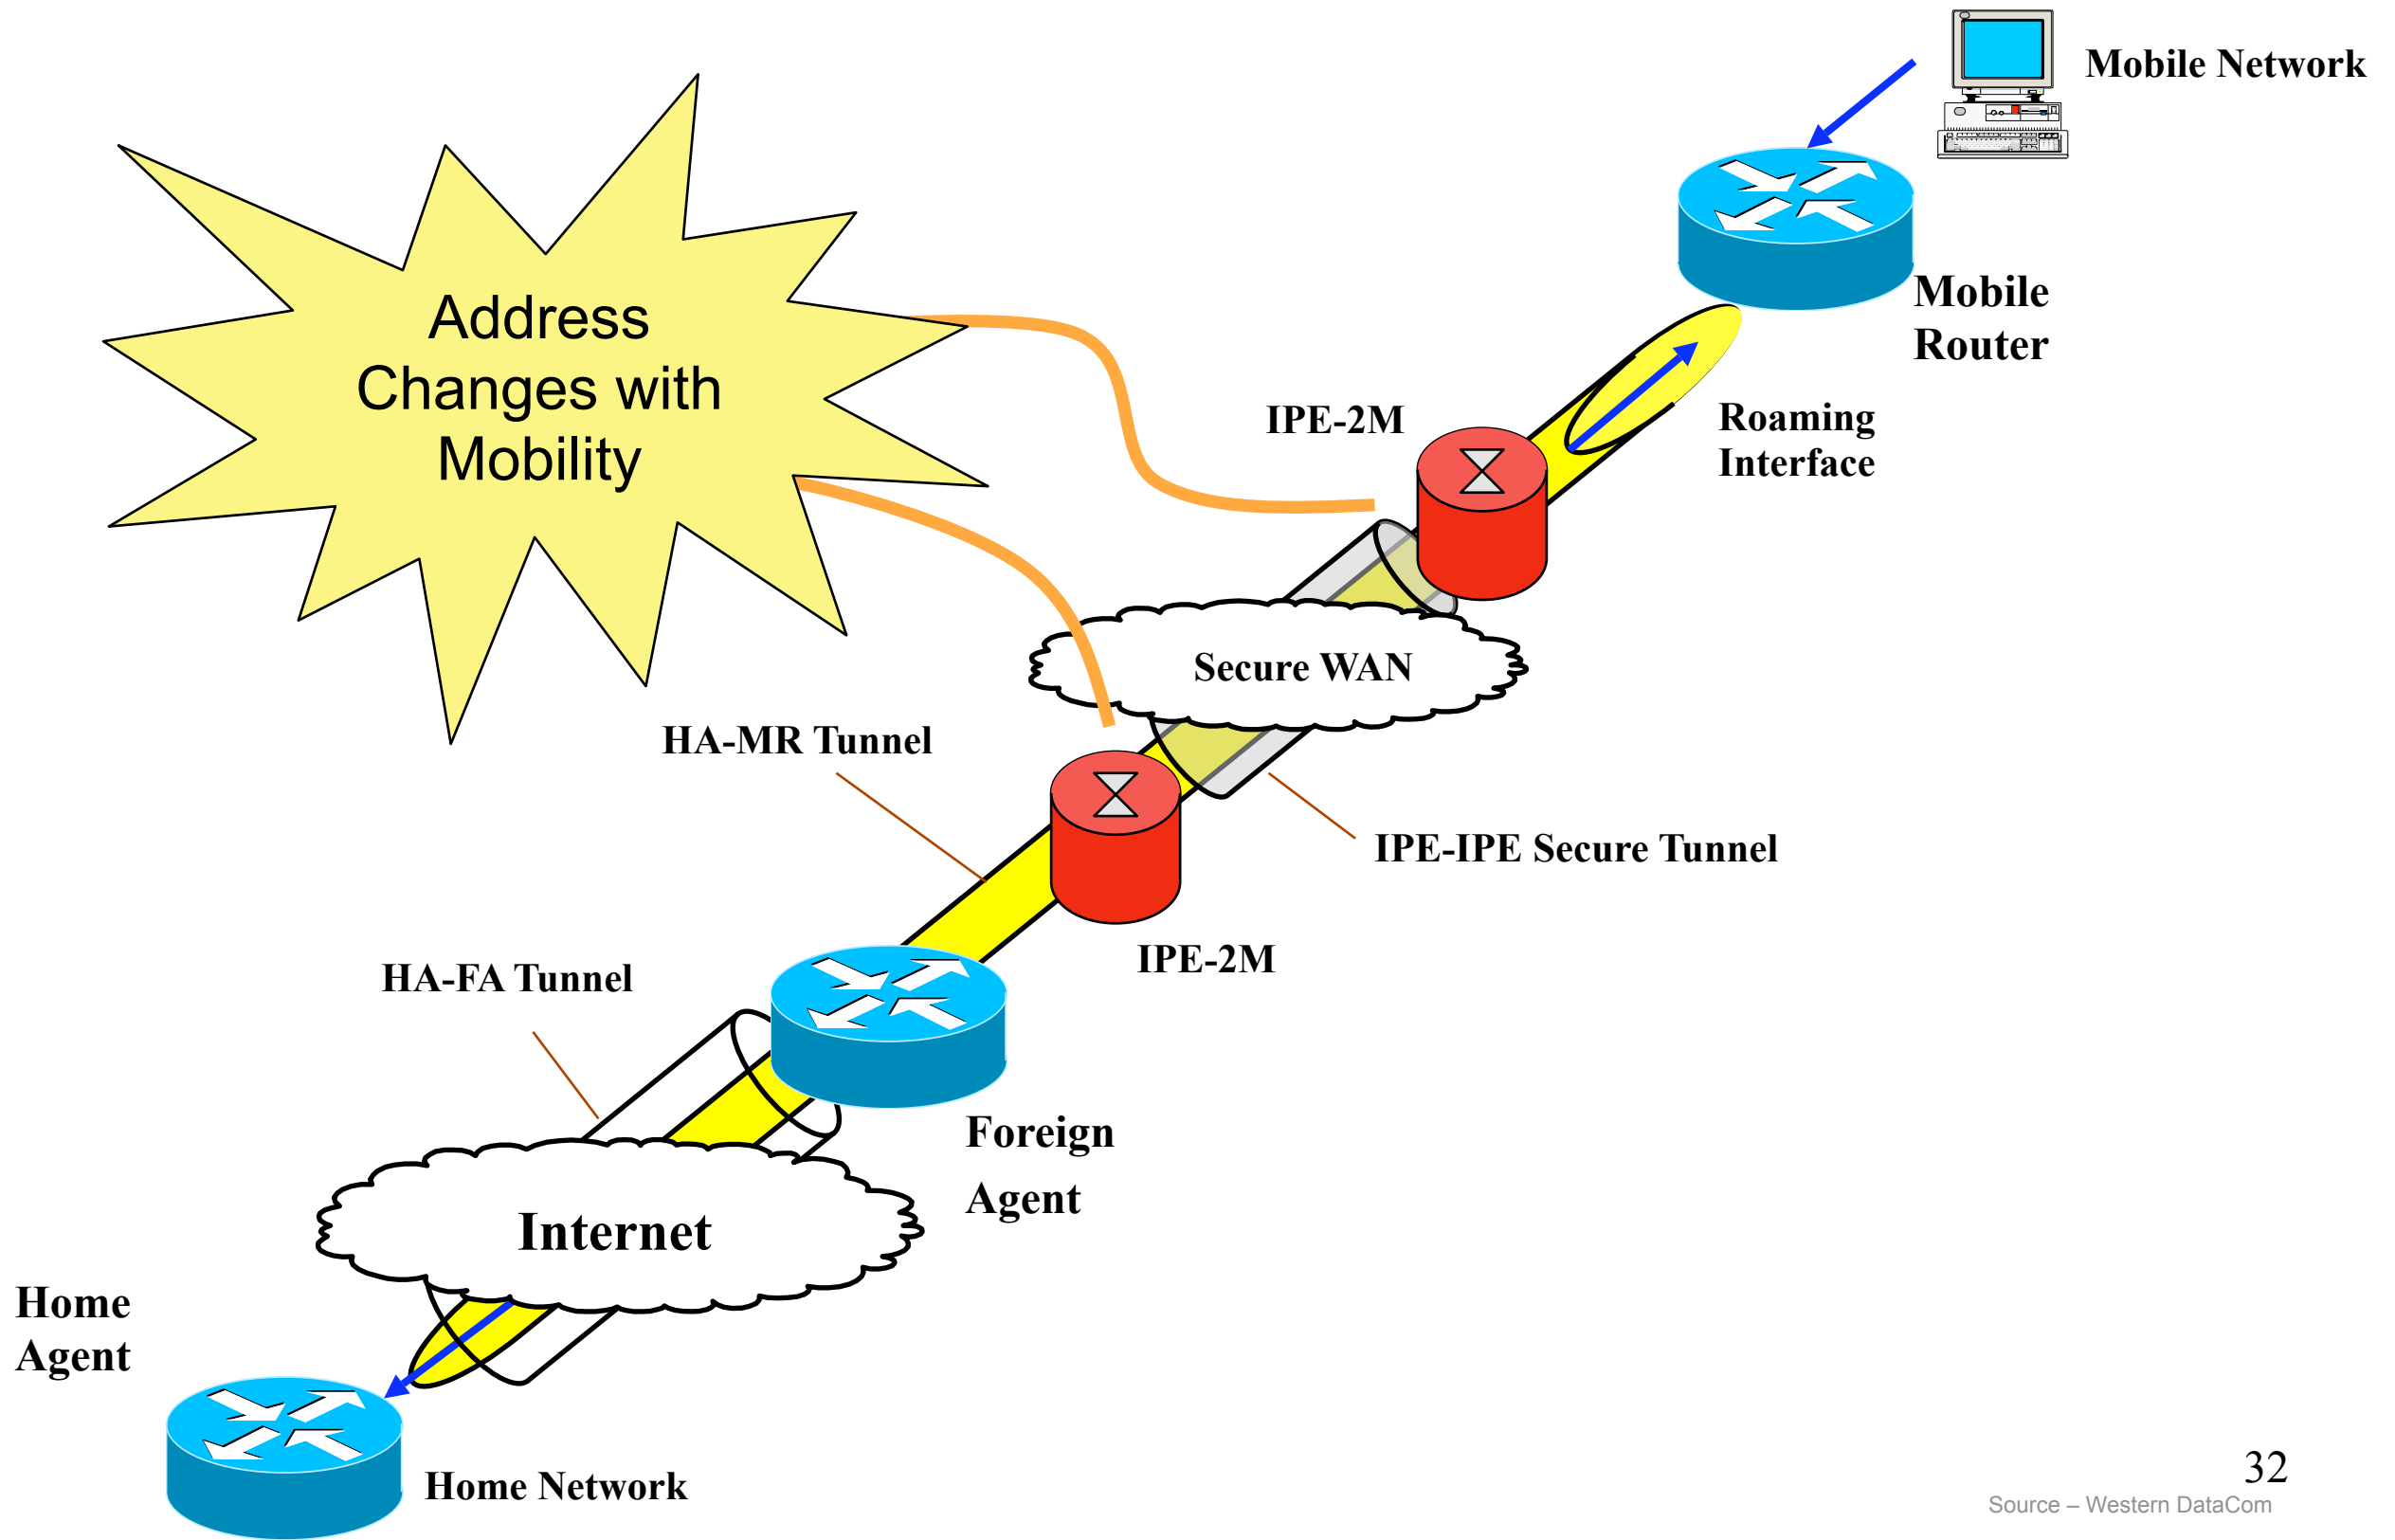 Mobile Network
Address
Changes with
Mobility
Mobile
Router
IPE-2M
Roaming
Interface
Secure WAN
HA-MR Tunnel
IPE-IPE Secure Tunnel
IPE-2M
HA-FA Tunnel
Foreign
Agent
Internet
Home
Agent
Home Network
32
Source – Western DataCom